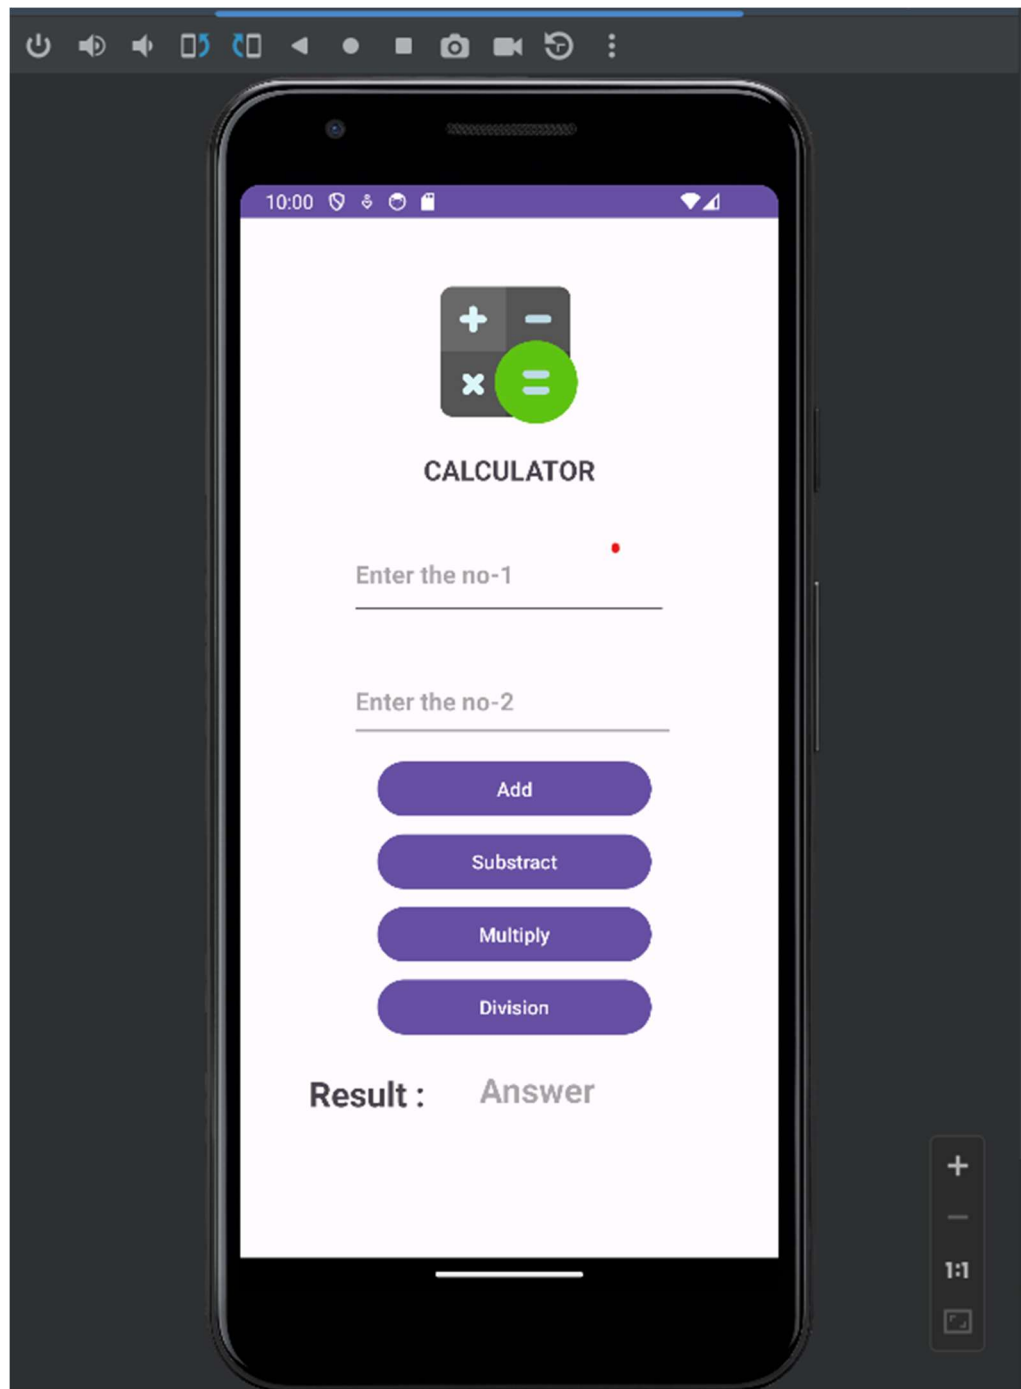 10:00
CALCULATOR
Enter the no-1
Enter the no-2
Add
Substract
Multiply
Division
Result : Answer
1:1